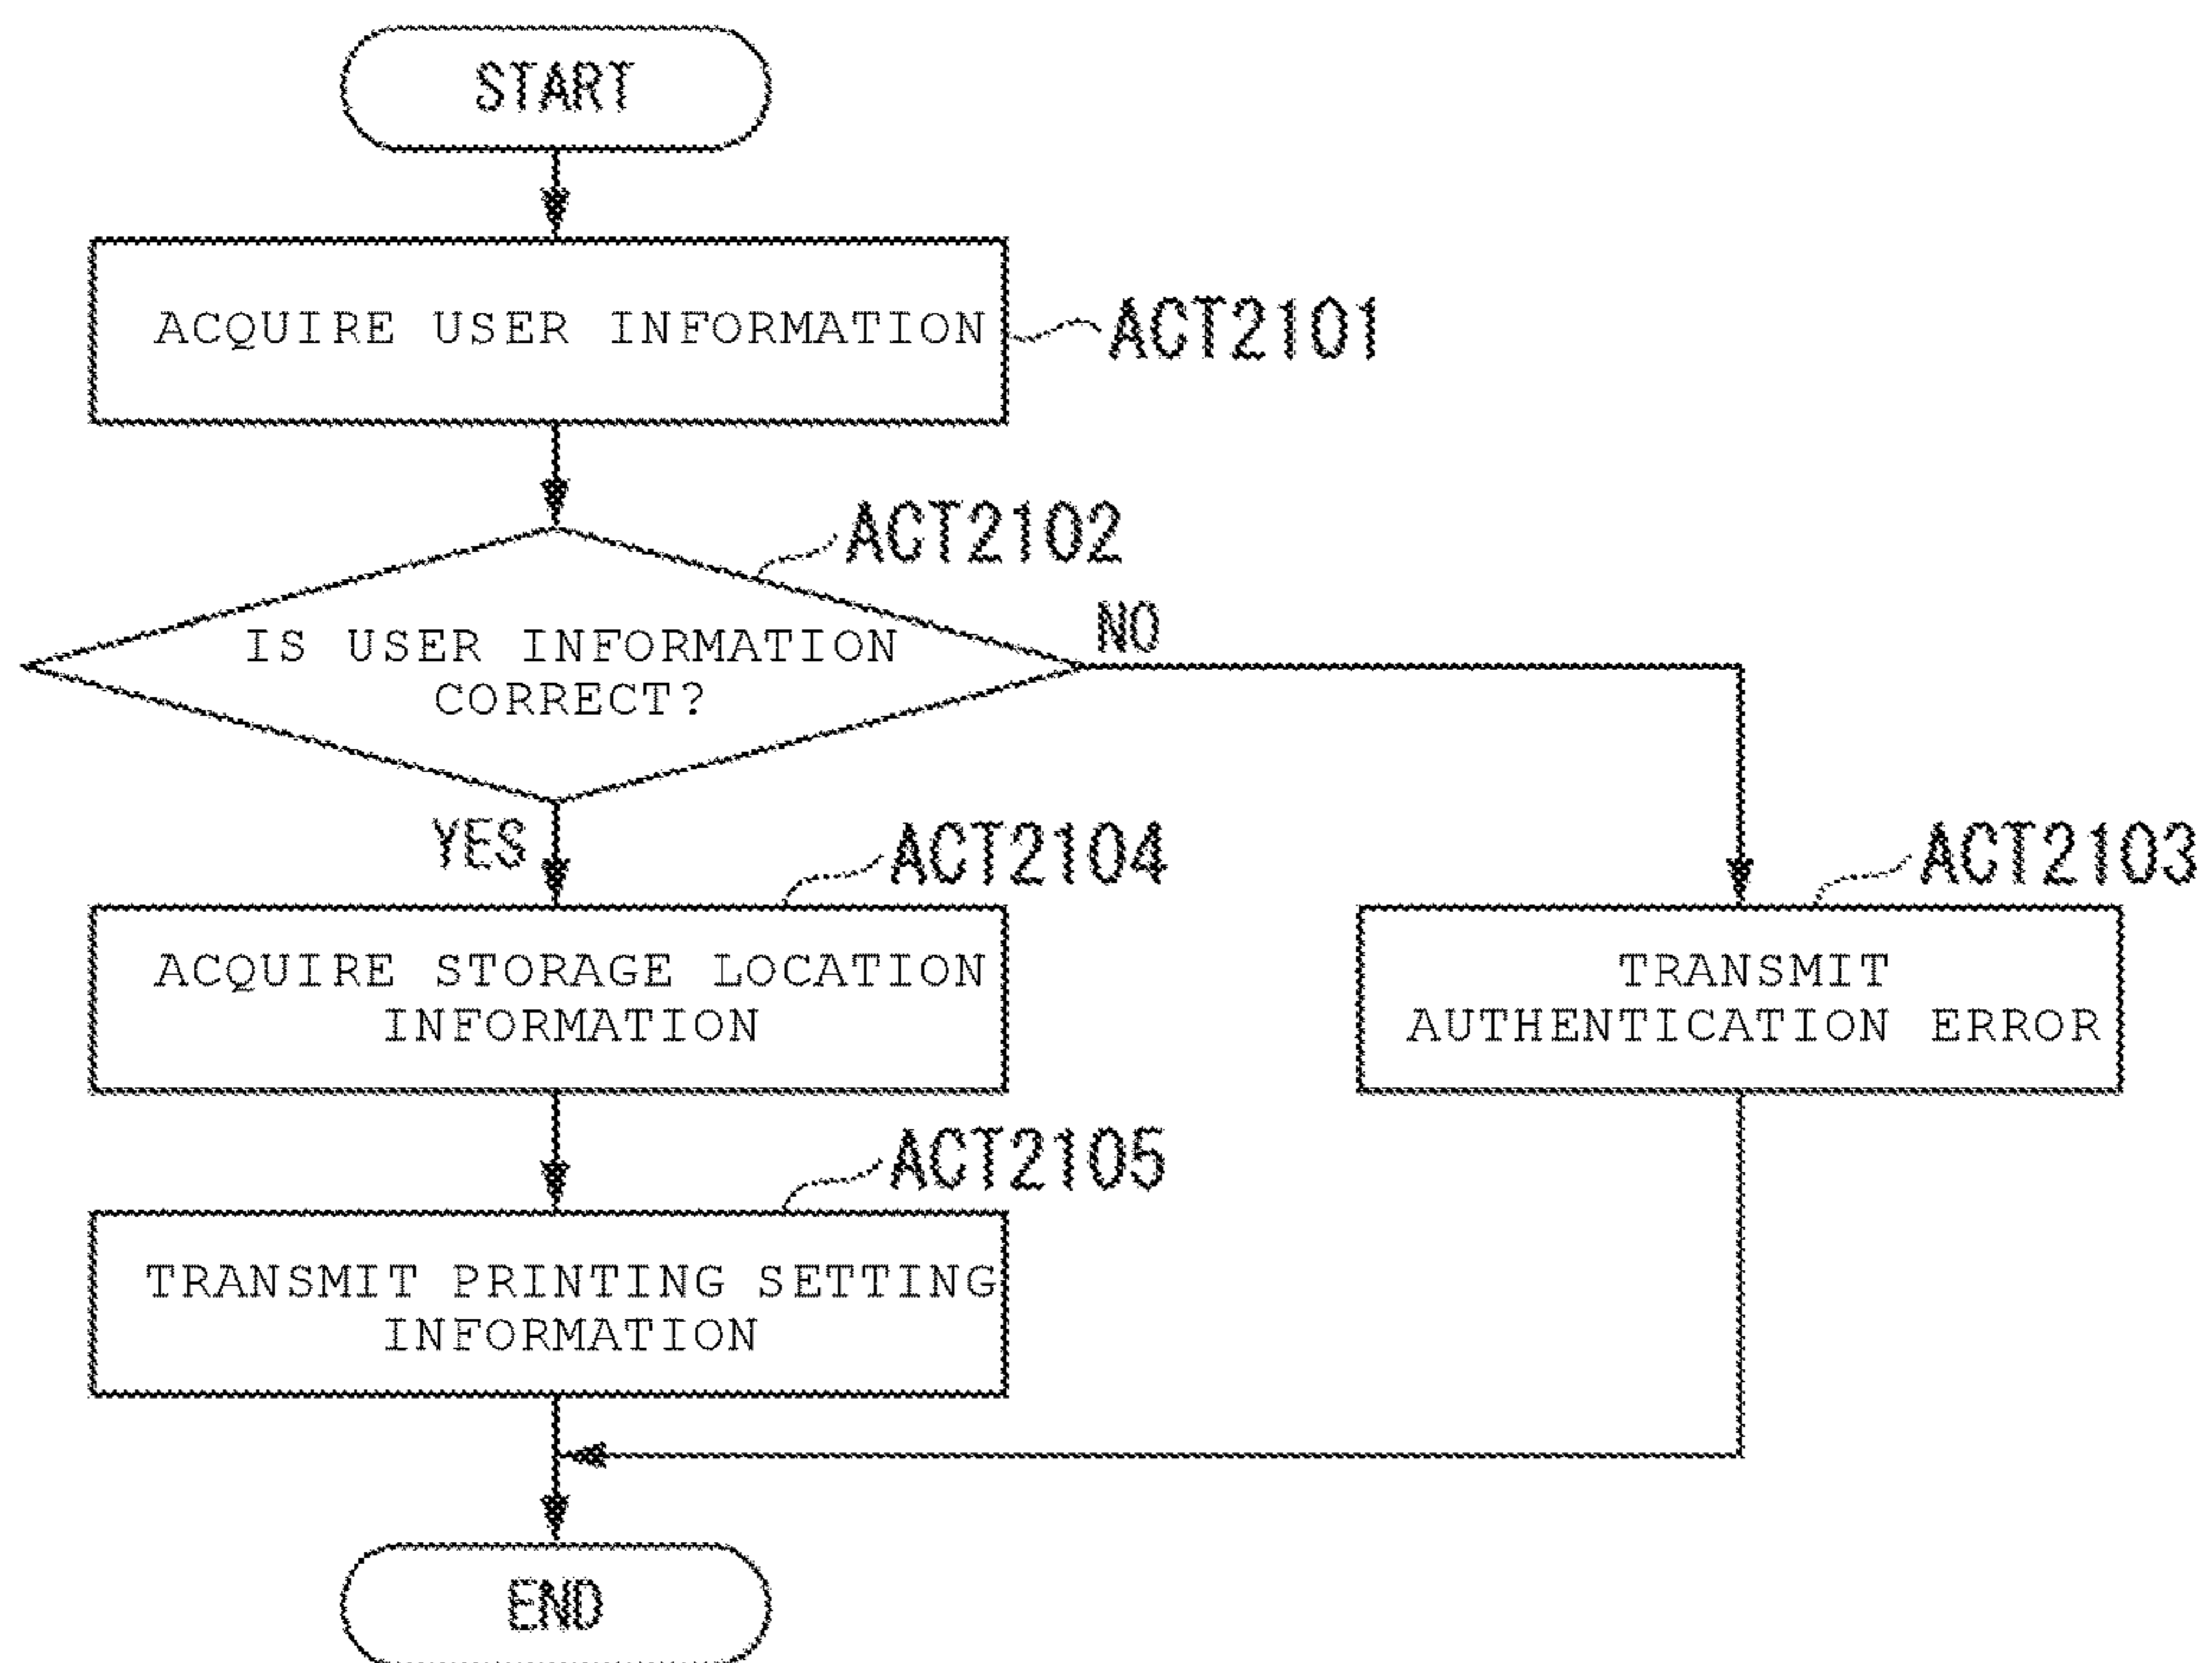 START
ACQUIRE USER INFORMATION
ACT2101
ACT2102
IS USER INFORMATION
CORRECT?
NO
YES
ACT2104
ACQUIRE STORAGE LOCATION
INFORMATION
ACT2103
TRANSMIT
AUTHENTICATION ERROR
ACT2105
TRANSMIT PRINTING SETTING
INFORMATION
END